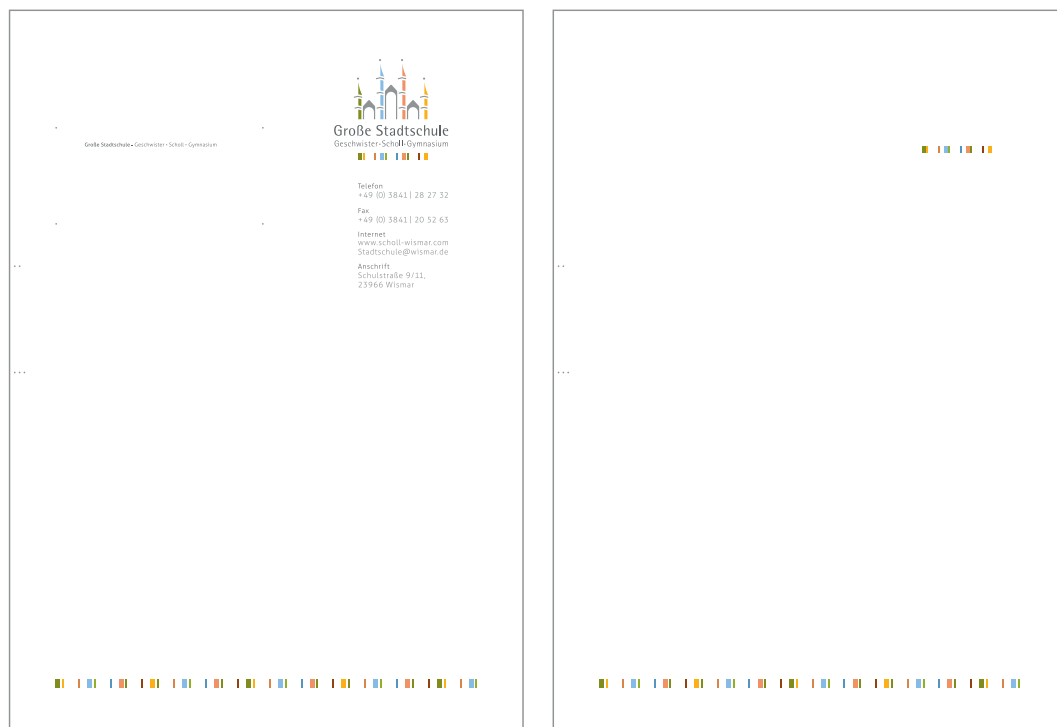 Große Stadtschule
Geschwister-Scholl-Gymnasium
Große Stadtschule – Geschwister - Scholl - Gymnasium
Telefon
+49 (0) 3841| 28 27 32
Fax
+49 (0) 3841| 20 52 63
Internet
www.scholl-wismar.com
Stadtschule@wismar.de
Anschrift
Schulstraße 9/11,
23966 Wismar